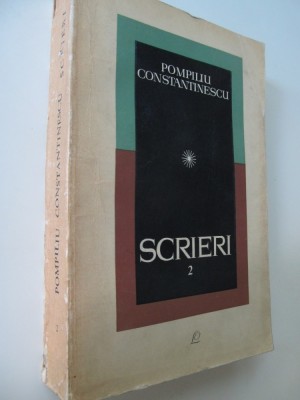 POMPILIU
CONSTANTINESCU
SCRIERI
2
POMPILIU CONSTANTINESCU SCRIERI